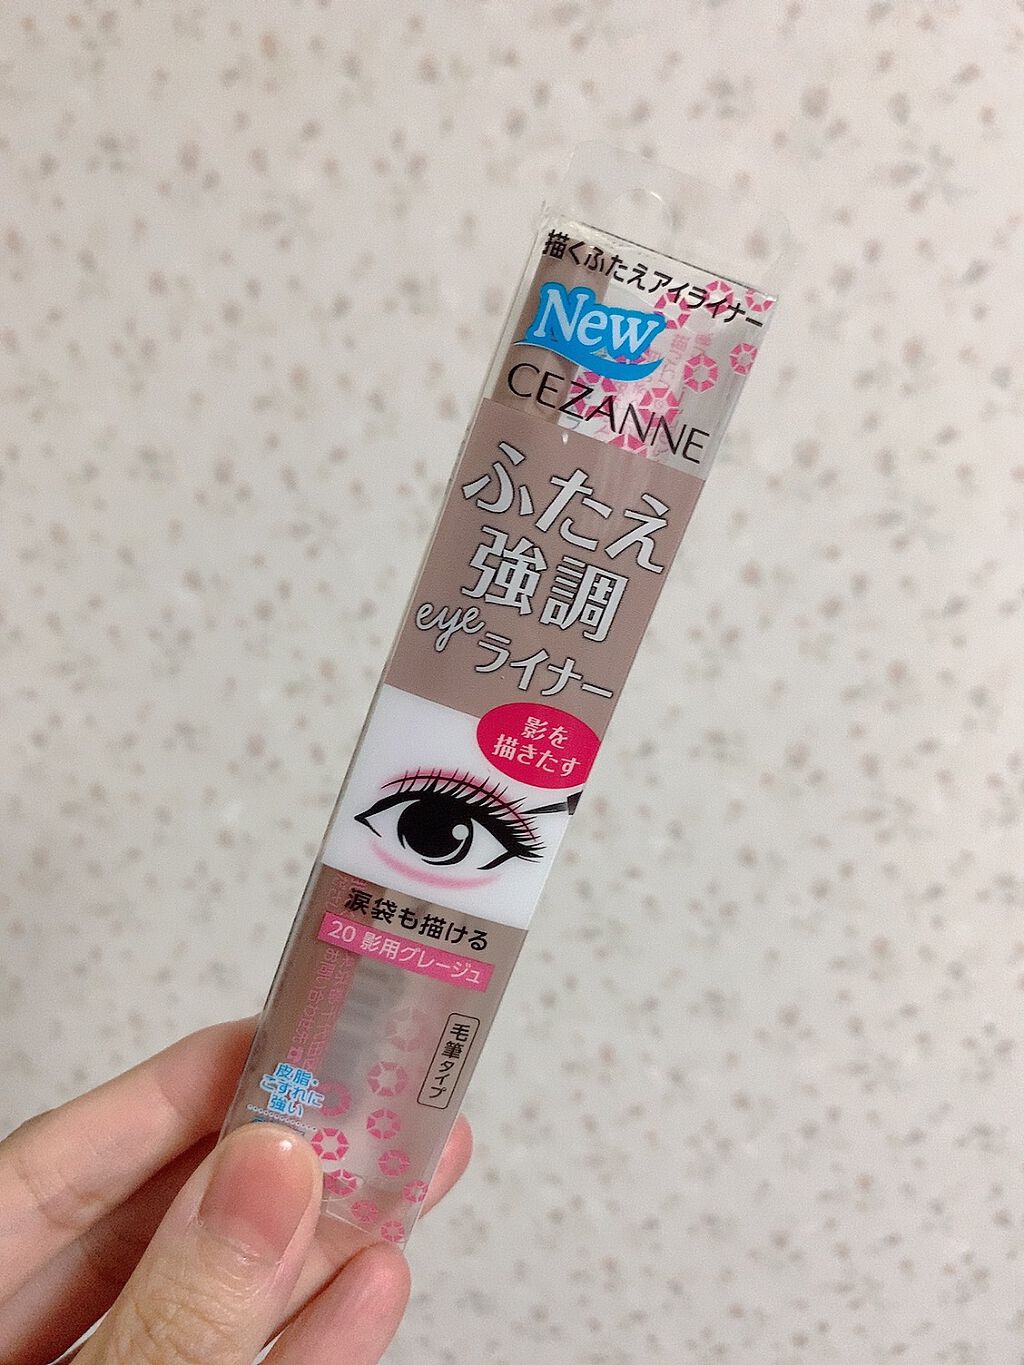 描くふたえアイライナー
New
CEZANNE
ふたえ
強調
eye
ライナー
影を
描きたす
涙袋も描ける
20 影用グレージュ
毛筆タイプ
皮脂・
こすれに
強い